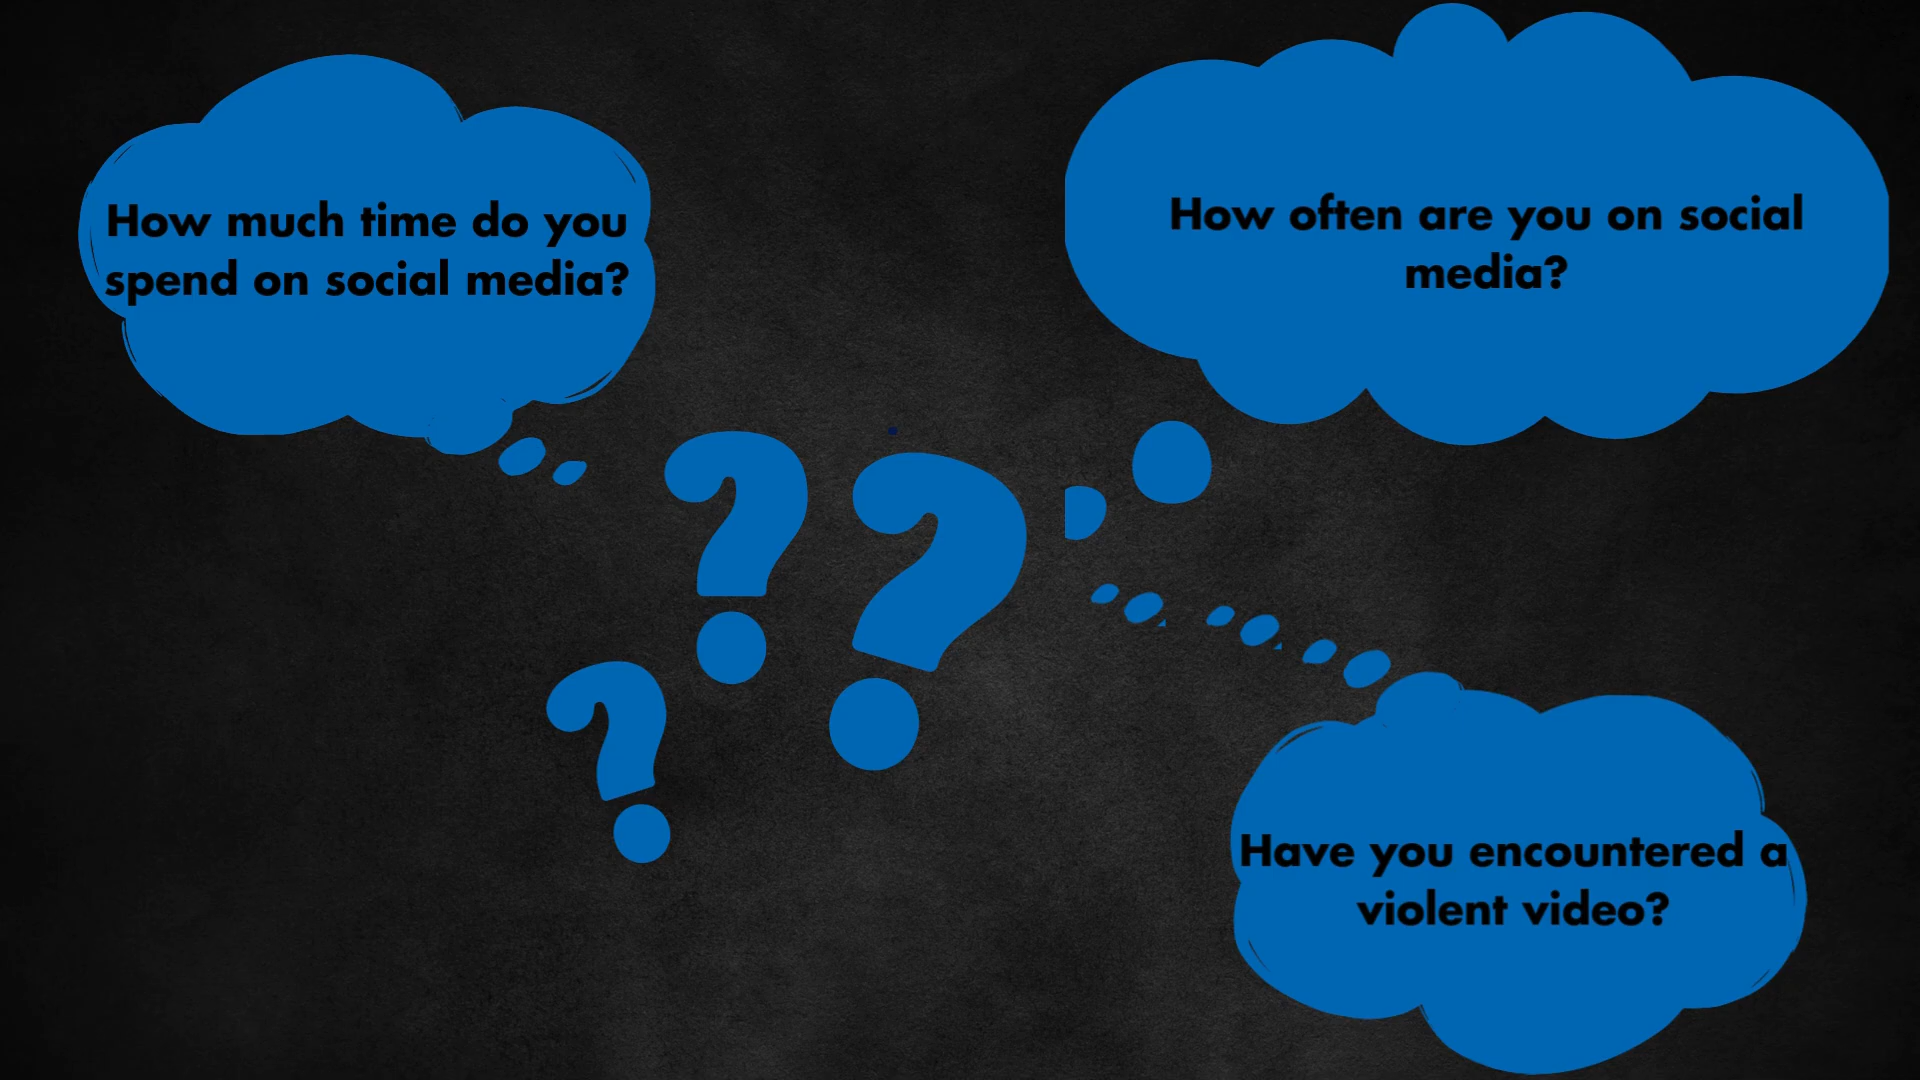 How much time do you
spend on social media?
How often are you on social
media?
Have you encountered a
violent video?